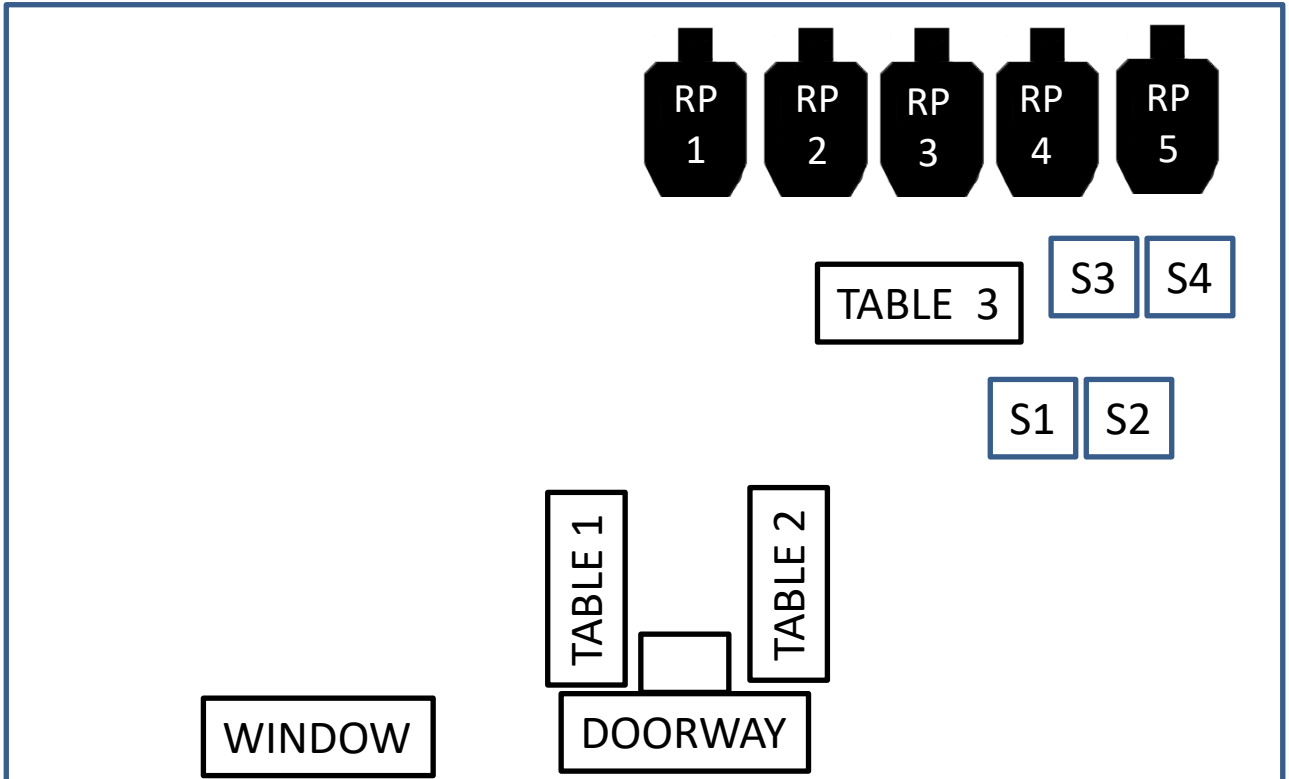 RP
1
RP
2
RP
3
RP
4
RP
5
S3
S4
TABLE 3
S1
S2
TABLE 1
TABLE 2
WINDOW
DOORWAY